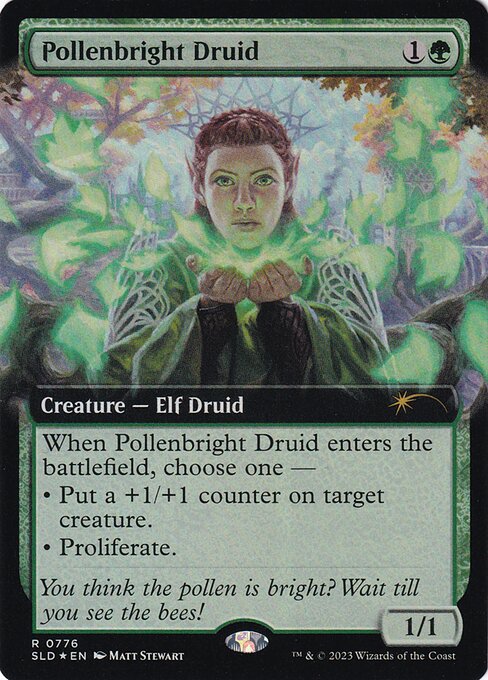 Pollenbright Druid 1
Creature — Elf Druid
When Pollenbright Druid enters the
battlefield, choose one —
• Put a +1/+1 counter on target
creature.
• Proliferate.
You think the pollen is bright? Wait till
you see the bees!
1/1
R 0776
SLD ★ EN Matt Stewart
™ & © 2023 Wizards of the Coast